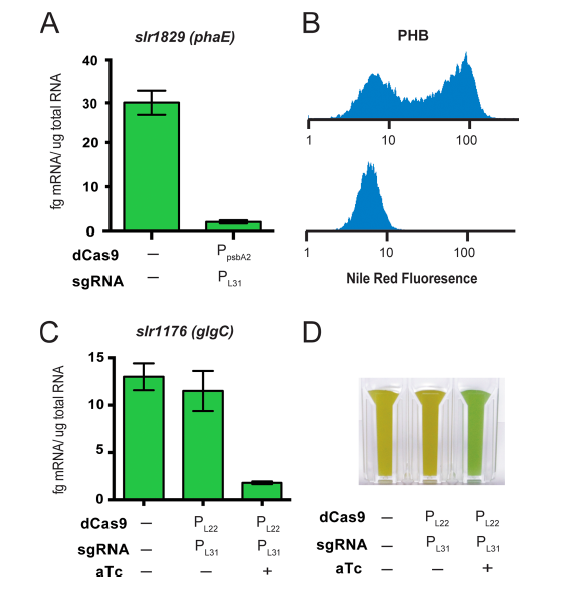 A
slr1829 (phaE)
fg mRNA/ ug total RNA
40
30
20
10
0
dCas9 – PpsbA2
sgRNA – PL31
B
PHB
1 10 100
1 10 100
Nile Red Fluoresence
C
slr1176 (glgC)
fg mRNA/ ug total RNA
15
10
5
0
dCas9 – PL22 PL22
sgRNA – PL31 PL31
aTc – – +
D
dCas9 – PL22 PL22
sgRNA – PL31 PL31
aTc – – +